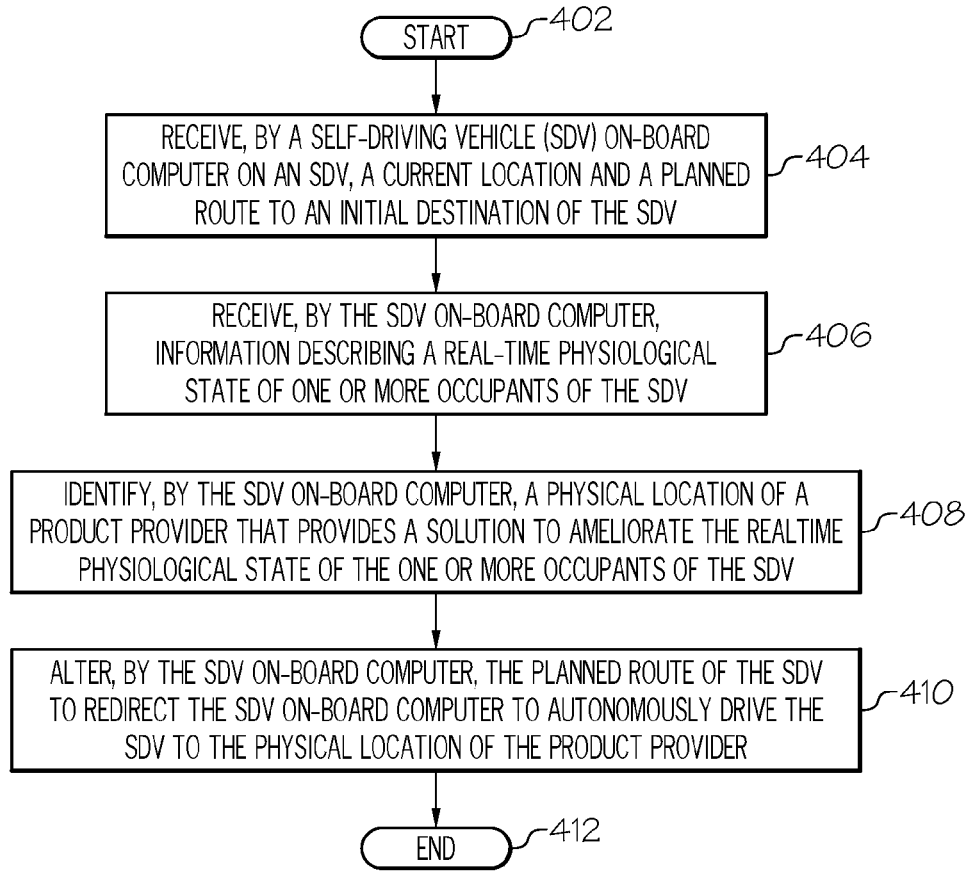 START
402
RECEIVE, BY A SELF-DRIVING VEHICLE (SDV) ON-BOARD
COMPUTER ON AN SDV, A CURRENT LOCATION AND A PLANNED
ROUTE TO AN INITIAL DESTINATION OF THE SDV
404
RECEIVE, BY THE SDV ON-BOARD COMPUTER,
INFORMATION DESCRIBING A REAL-TIME PHYSIOLOGICAL
STATE OF ONE OR MORE OCCUPANTS OF THE SDV
406
IDENTIFY, BY THE SDV ON-BOARD COMPUTER, A PHYSICAL LOCATION OF A
PRODUCT PROVIDER THAT PROVIDES A SOLUTION TO AMELIORATE THE REALTIME
PHYSIOLOGICAL STATE OF THE ONE OR MORE OCCUPANTS OF THE SDV
408
ALTER, BY THE SDV ON-BOARD COMPUTER, THE PLANNED ROUTE OF THE SDV
TO REDIRECT THE SDV ON-BOARD COMPUTER TO AUTONOMOUSLY DRIVE THE
SDV TO THE PHYSICAL LOCATION OF THE PRODUCT PROVIDER
410
END
412